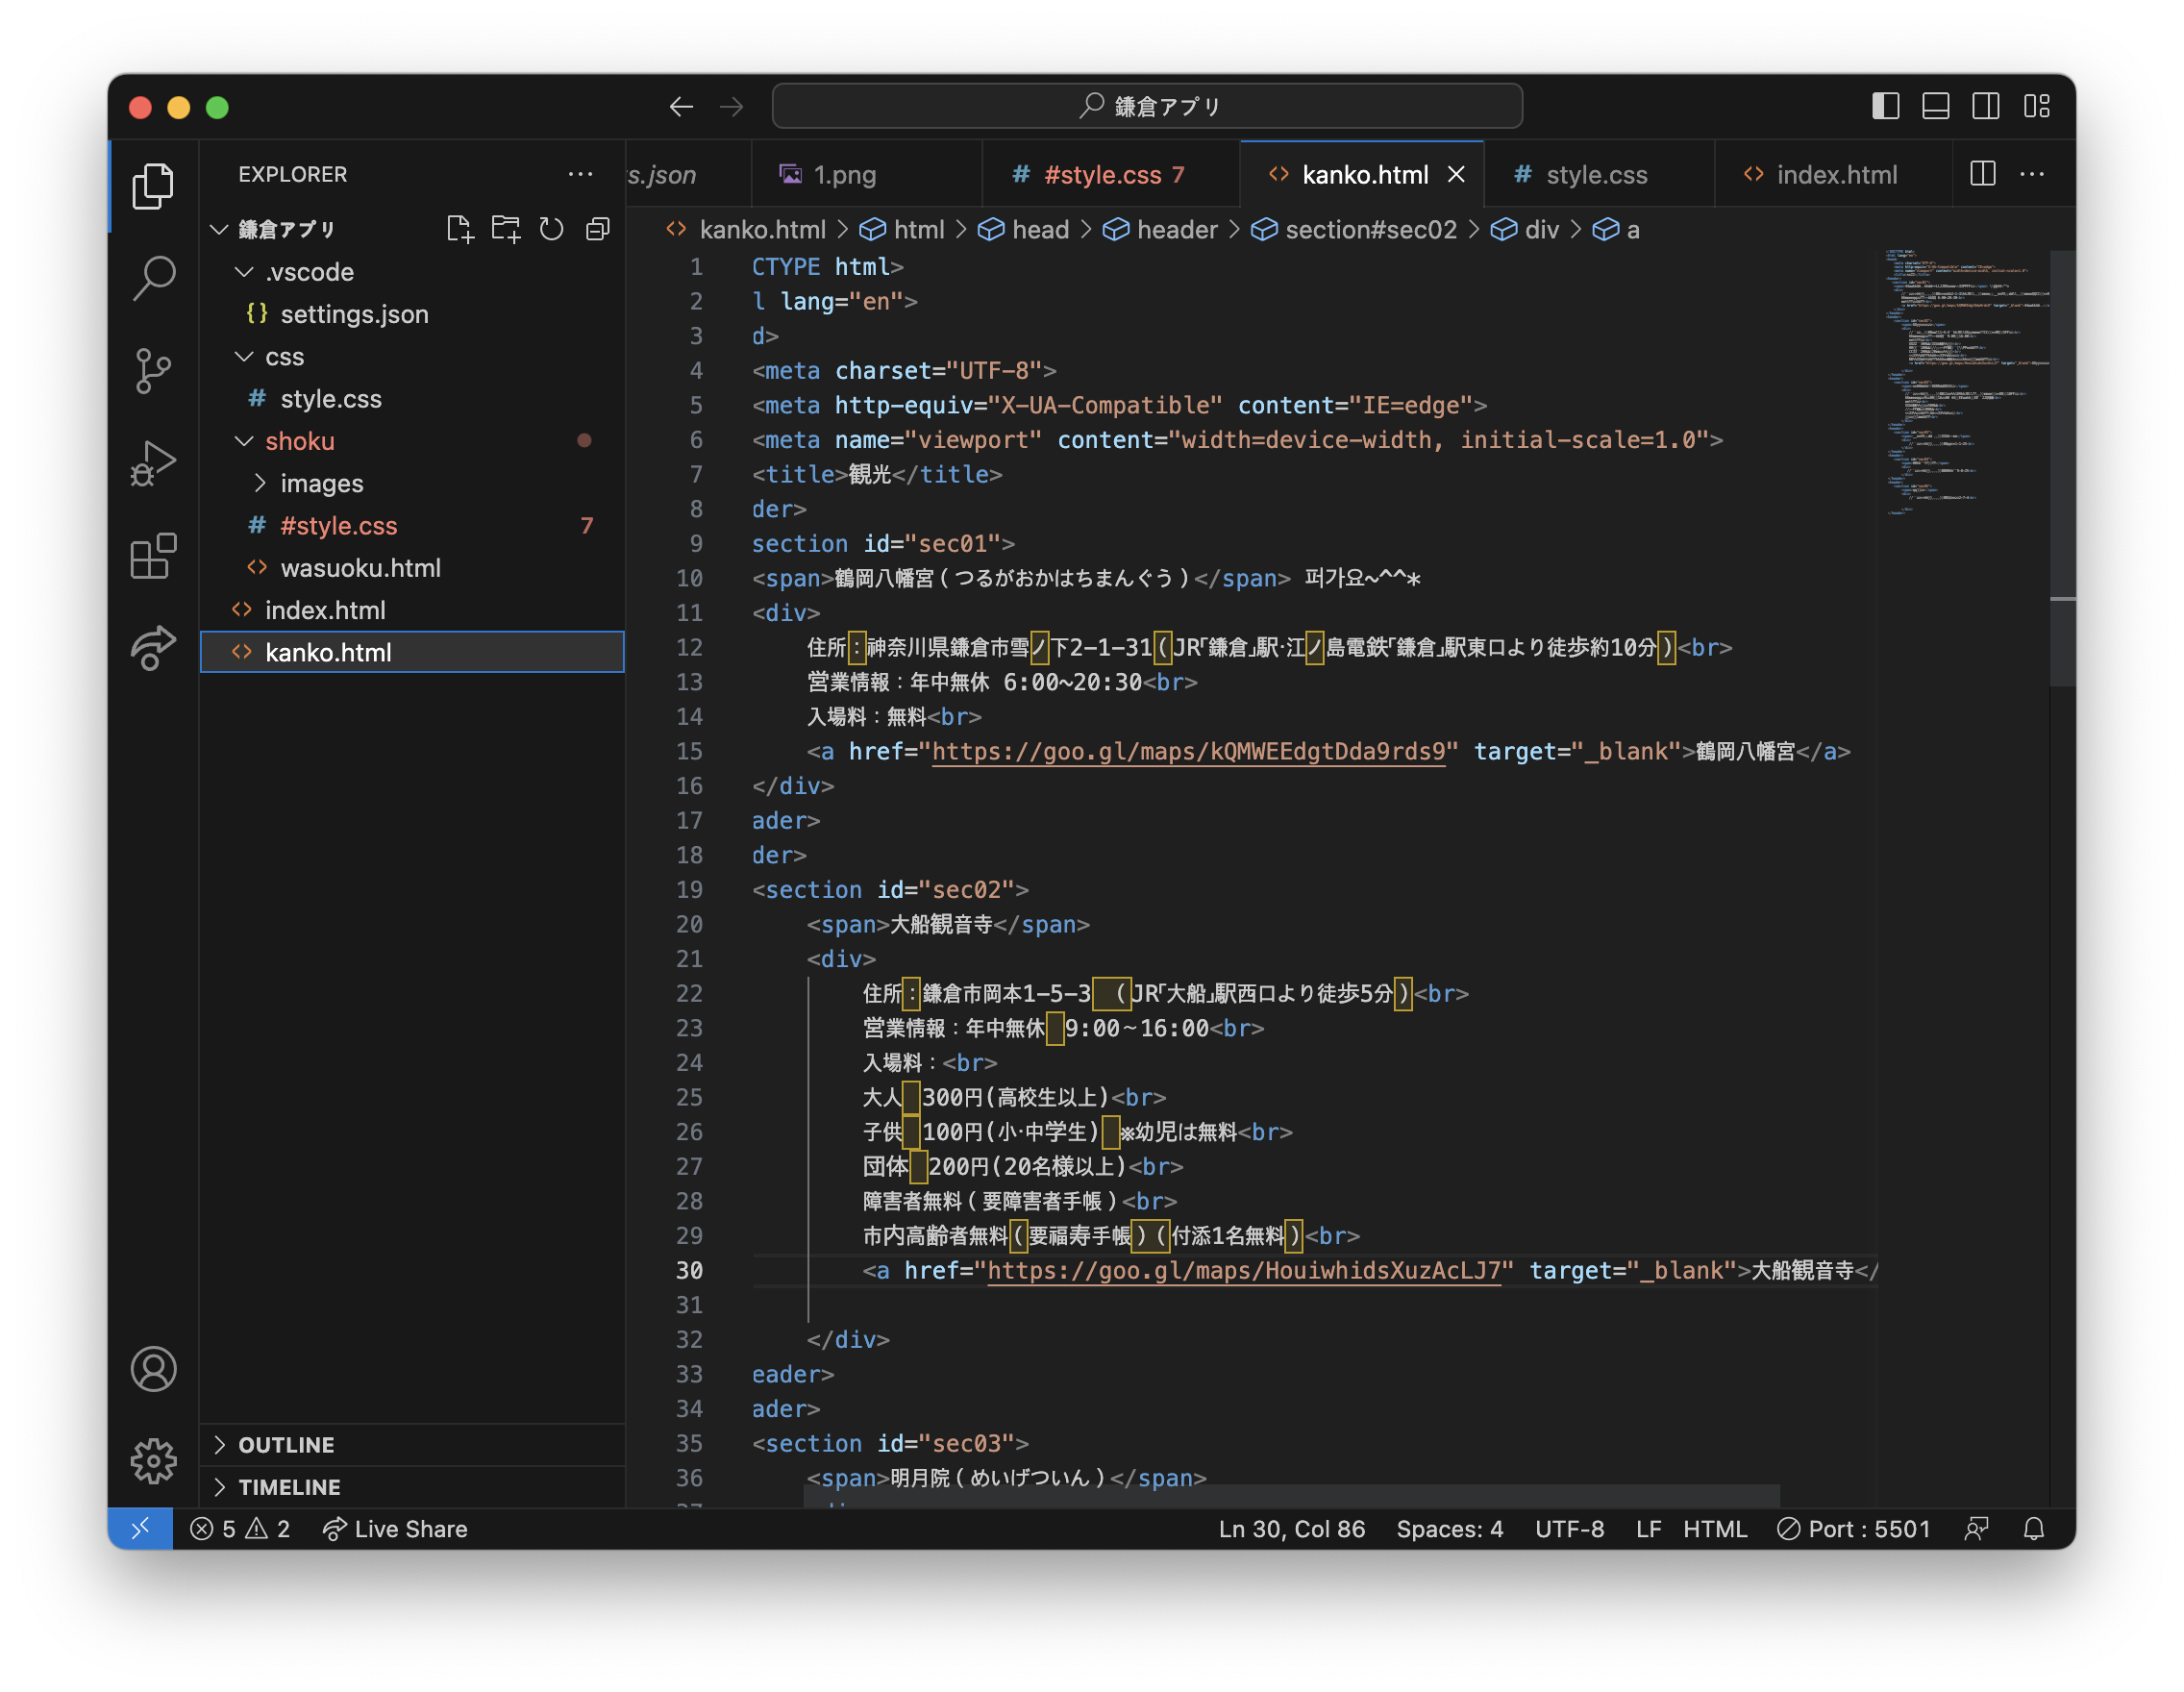 鎌倉アプリ
EXPLORER
s.json
1.png
#style.css 7
kanko.html
style.css
index.html
鎌倉アプリ
kanko.html > html > head > header > section#sec02 > div > a
.vscode
settings.json
css
style.css
shoku
images
#style.css 7
wasuoku.html
index.html
kanko.html
OUTLINE
TIMELINE
1 CTYPE html>
2 l lang="en">
3 d>
4 <meta charset="UTF-8">
5 <meta http-equiv="X-UA-Compatible" content="IE=edge">
6 <meta name="viewport" content="width=device-width, initial-scale=1.0">
7 <title>観光</title>
8 der>
9 section id="sec01">
10 <span>鶴岡八幡宮（つるがおかはちまんぐう）</span> 퍼가요~^^*
11 <div>
12 住所：神奈川県鎌倉市雪ノ下2-1-31（JR「鎌倉」駅・江ノ島電鉄「鎌倉」駅東口より徒歩約10分）<br>
13 営業情報：年中無休 6:00~20:30<br>
14 入場料：無料<br>
15 <a href="https://goo.gl/maps/kQMWEEdgtDda9rds9" target="_blank">鶴岡八幡宮</a>
16 </div>
17 ader>
18 der>
19 <section id="sec02">
20 <span>大船観音寺</span>
21 <div>
22 住所：鎌倉市岡本1-5-3　（JR「大船」駅西口より徒歩5分）<br>
23 営業情報：年中無休　9:00～16:00<br>
24 入場料：<br>
25 大人　300円(高校生以上)<br>
26 子供　100円(小・中学生)　※幼児は無料<br>
27 団体　200円(20名様以上)<br>
28 障害者無料（要障害者手帳）<br>
29 市内高齢者無料（要福寿手帳）（付添1名無料）<br>
30 <a href="https://goo.gl/maps/HouiwhidsXuzAcLJ7" target="_blank">大船観音寺</
31
32 </div>
33 eader>
34 ader>
35 <section id="sec03">
36 <span>明月院（めいげついん）</span>
5 2 Live Share Ln 30, Col 86 Spaces: 4 UTF-8 LF HTML Port : 5501